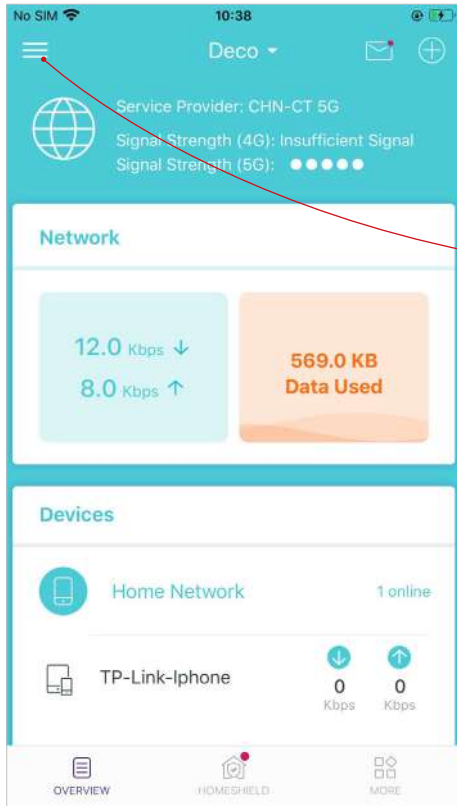 No SIM 10:38
Deco
Service Provider: CHN-CT 5G
Signal Strength (4G): Insufficient Signal
Signal Strength (5G):
Network
12.0 Kbps ↓
8.0 Kbps ↑
569.0 KB
Data Used
Devices
Home Network 1 online
TP-Link-Iphone
0 0
Kbps Kbps
OVERVIEW HOMESHIELD MORE